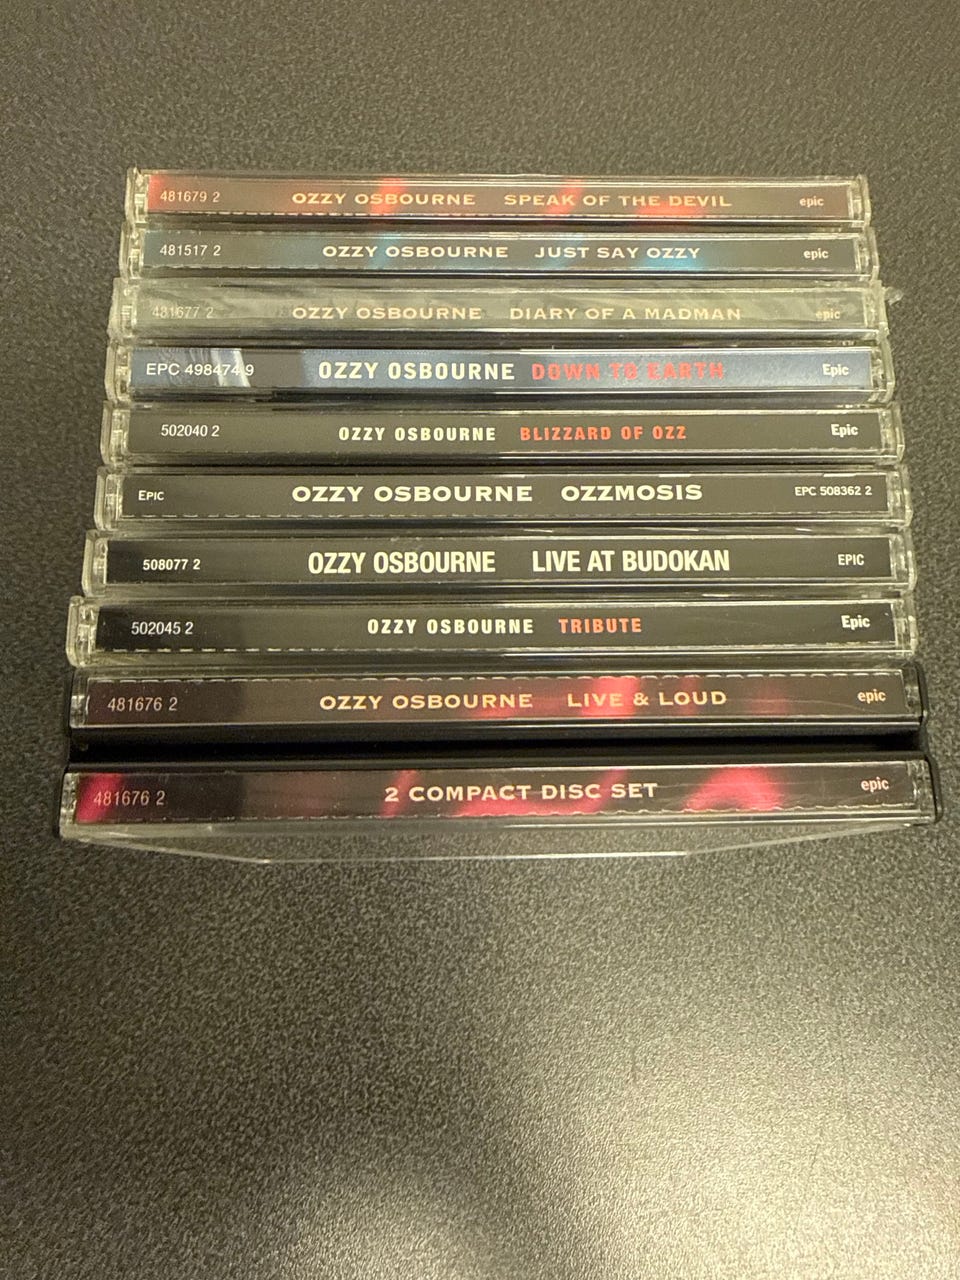 481679 2 OZZY OSBOURNE SPEAK OF THE DEVIL epic
481517 2 OZZY OSBOURNE JUST SAY OZZY epic
481677 2 OZZY OSBOURNE DIARY OF A MADMAN epic
EPC 498474 9 OZZY OSBOURNE DOWN TO EARTH Epic
502040 2 OZZY OSBOURNE BLIZZARD OF OZZ Epic
EPIC OZZY OSBOURNE OZZMOSIS EPC 508362 2
508077 2 OZZY OSBOURNE LIVE AT BUDOKAN EPIC
502045 2 OZZY OSBOURNE TRIBUTE Epic
481676 2 OZZY OSBOURNE LIVE & LOUD epic
481676 2 2 COMPACT DISC SET epic